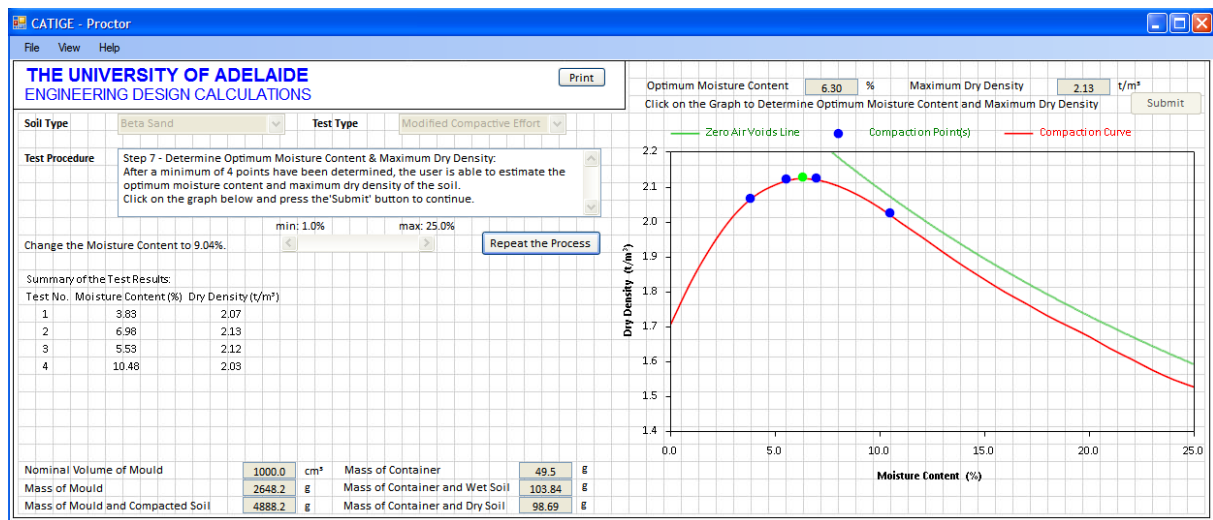 CATIGE - Proctor
File View Help
THE UNIVERSITY OF ADELAIDE
ENGINEERING DESIGN CALCULATIONS
Print
Soil Type Beta Sand Test Type Modified Compactive Effort
Test Procedure
Step 7 - Determine Optimum Moisture Content & Maximum Dry Density:
After a minimum of 4 points have been determined, the user is able to estimate the
optimum moisture content and maximum dry density of the soil.
Click on the graph below and press the'Submit' button to continue.
min: 1.0% max: 25.0%
Change the Moisture Content to 9.04%. Repeat the Process
Summary of the Test Results:
Test No. Moisture Content (%) Dry Density (t/m³)
1 3.83 2.07
2 6.98 2.13
3 5.53 2.12
4 10.48 2.03
Nominal Volume of Mould 1000.0 cm³ Mass of Container 49.5 g
Mass of Mould 2648.2 g Mass of Container and Wet Soil 103.84 g
Mass of Mould and Compacted Soil 4888.2 g Mass of Container and Dry Soil 98.69 g
Optimum Moisture Content 6.30 % Maximum Dry Density 2.13 t/m³
Click on the Graph to Determine Optimum Moisture Content and Maximum Dry Density Submit
Zero Air Voids Line Compaction Point(s) Compaction Curve
Dry Density (t/m³)
2.2
2.1
2.0
1.9
1.8
1.7
1.6
1.5
1.4
0.0 5.0 10.0 15.0 20.0 25.0
Moisture Content (%)